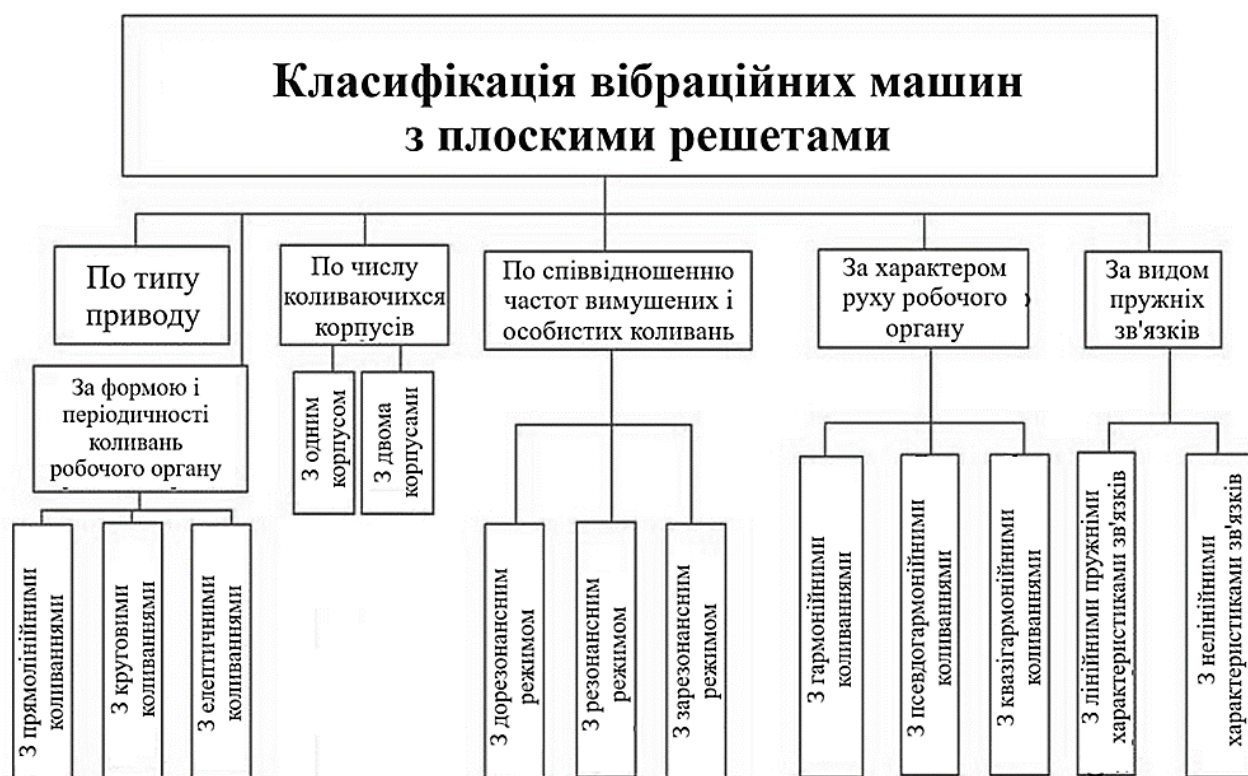 Класифікація вібраційних машин
з плоскими решетами
По типу
приводу
По числу
коливаючихся
корпусів
По співвідношенню
частот вимушених і
особистих коливань
За характером
руху робочого
органу
За видом
пружніх
зв'язків
За формою і
періодичності
коливань
робочого органу
З одним
корпусом
З двома
корпусами
З прямолінійними
коливаннями
З круговими
коливаннями
З елептичними
коливаннями
З дорезонансним
режимом
З резонансним
режимом
З зарезонансним
режимом
З гармонійними
коливаннями
З псевдогармонійними
коливаннями
З квазігармонійними
коливаннями
З лінійними пружніми
характеристиками зв'язків
З нелінійними
характеристиками зв'язків